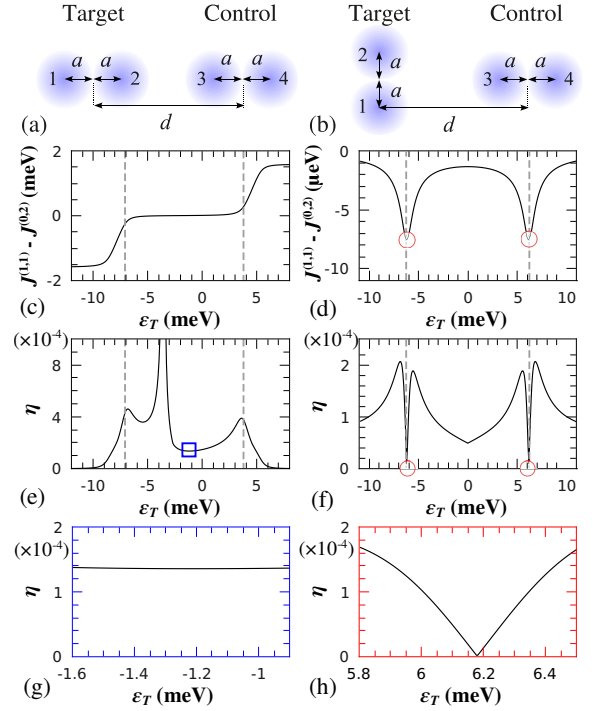 Target Control
1 a a 2 3 a a 4
d
(a)
Target Control
2 a
1 a 3 a a 4
d
(b)
J(1,1) - J(0,2) (meV)
2
0
-2
-10 -5 0 5
εT (meV)
(c)
J(1,1) - J(0,2) (μeV)
0
-5
-10
-10 -5 0 5 10
εT (meV)
(d)
(×10-4)
η
8
4
0
-10 -5 0 5
εT (meV)
(e)
(×10-4)
η
2
1
0
-10 -5 0 5 10
εT (meV)
(f)
2
(×10-4)
η
1
0
-1.6 -1.4 -1.2 -1
εT (meV)
(g)
2
(×10-4)
η
1
0
5.8 6 6.2 6.4
εT (meV)
(h)